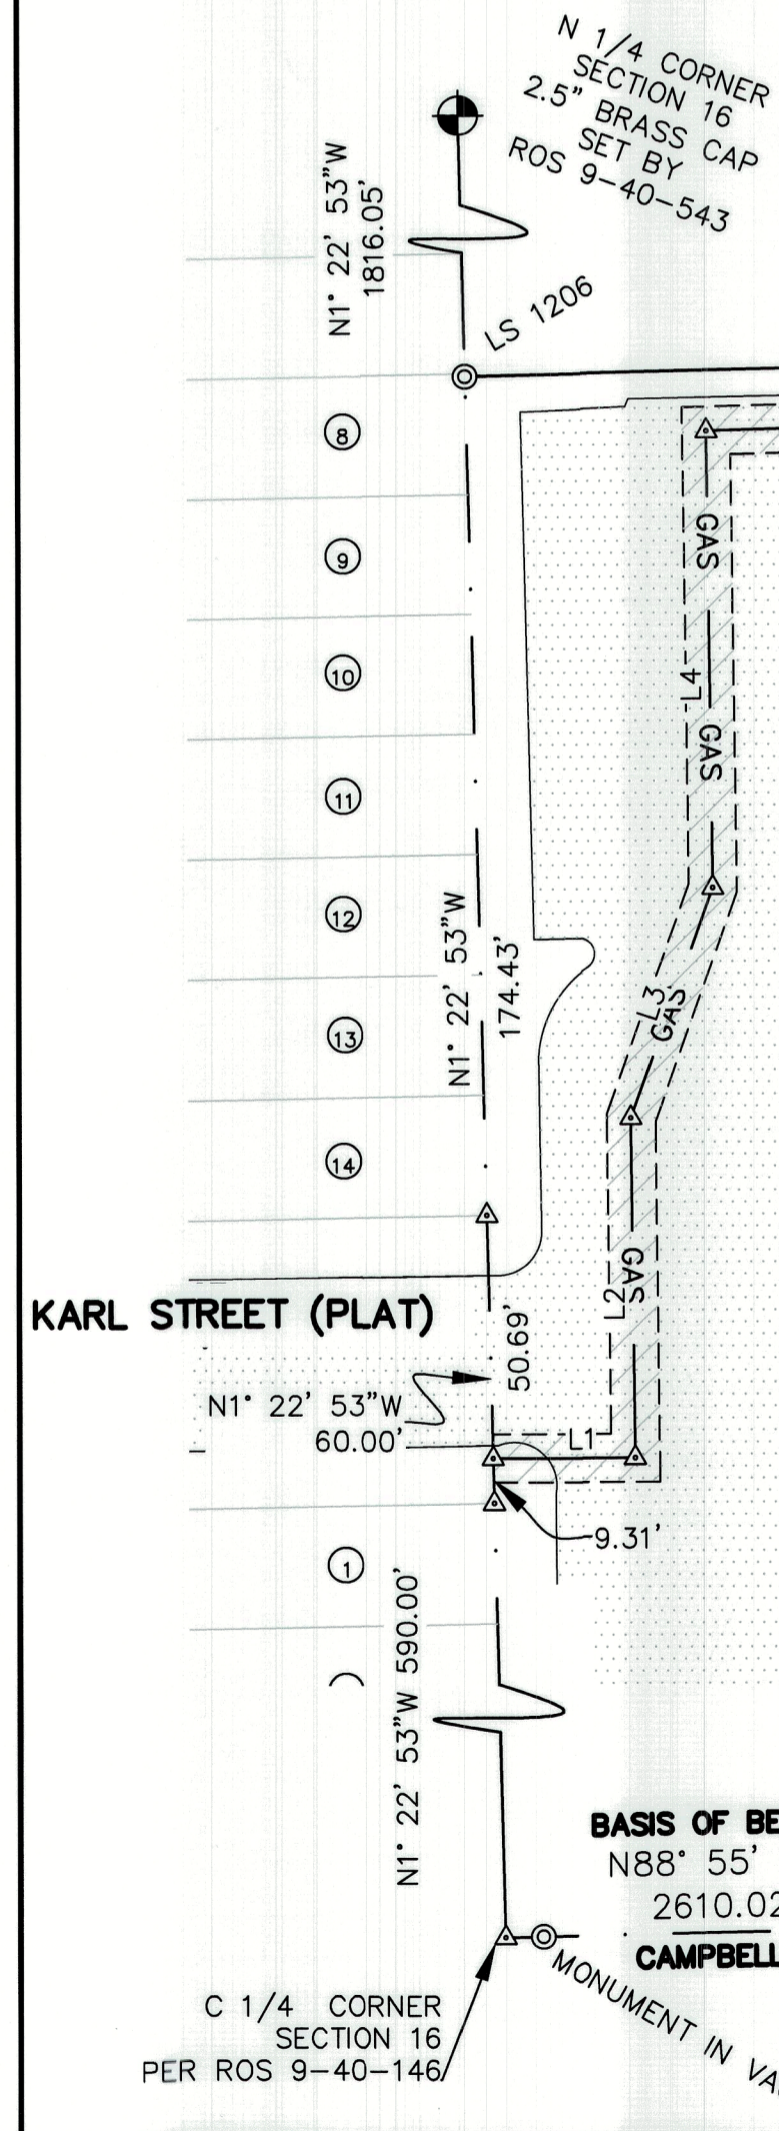 N 1/4 CORNER
SECTION 16
2.5" BRASS CAP
SET BY
ROS 9-40-543
N1° 22' 53"W
1816.05'
LS 1206
8
9
10
11
12
13
14
GAS
L4
GAS
N1° 22' 53"W
174.43'
L3
GAS
GAS
L2
KARL STREET (PLAT)
50.69'
N1° 22' 53"W
60.00'
L1
9.31'
1
N1° 22' 53"W 590.00'
BASIS OF BE
N88° 55'
2610.02
CAMPBELL
MONUMENT IN VA
C 1/4 CORNER
SECTION 16
PER ROS 9-40-146